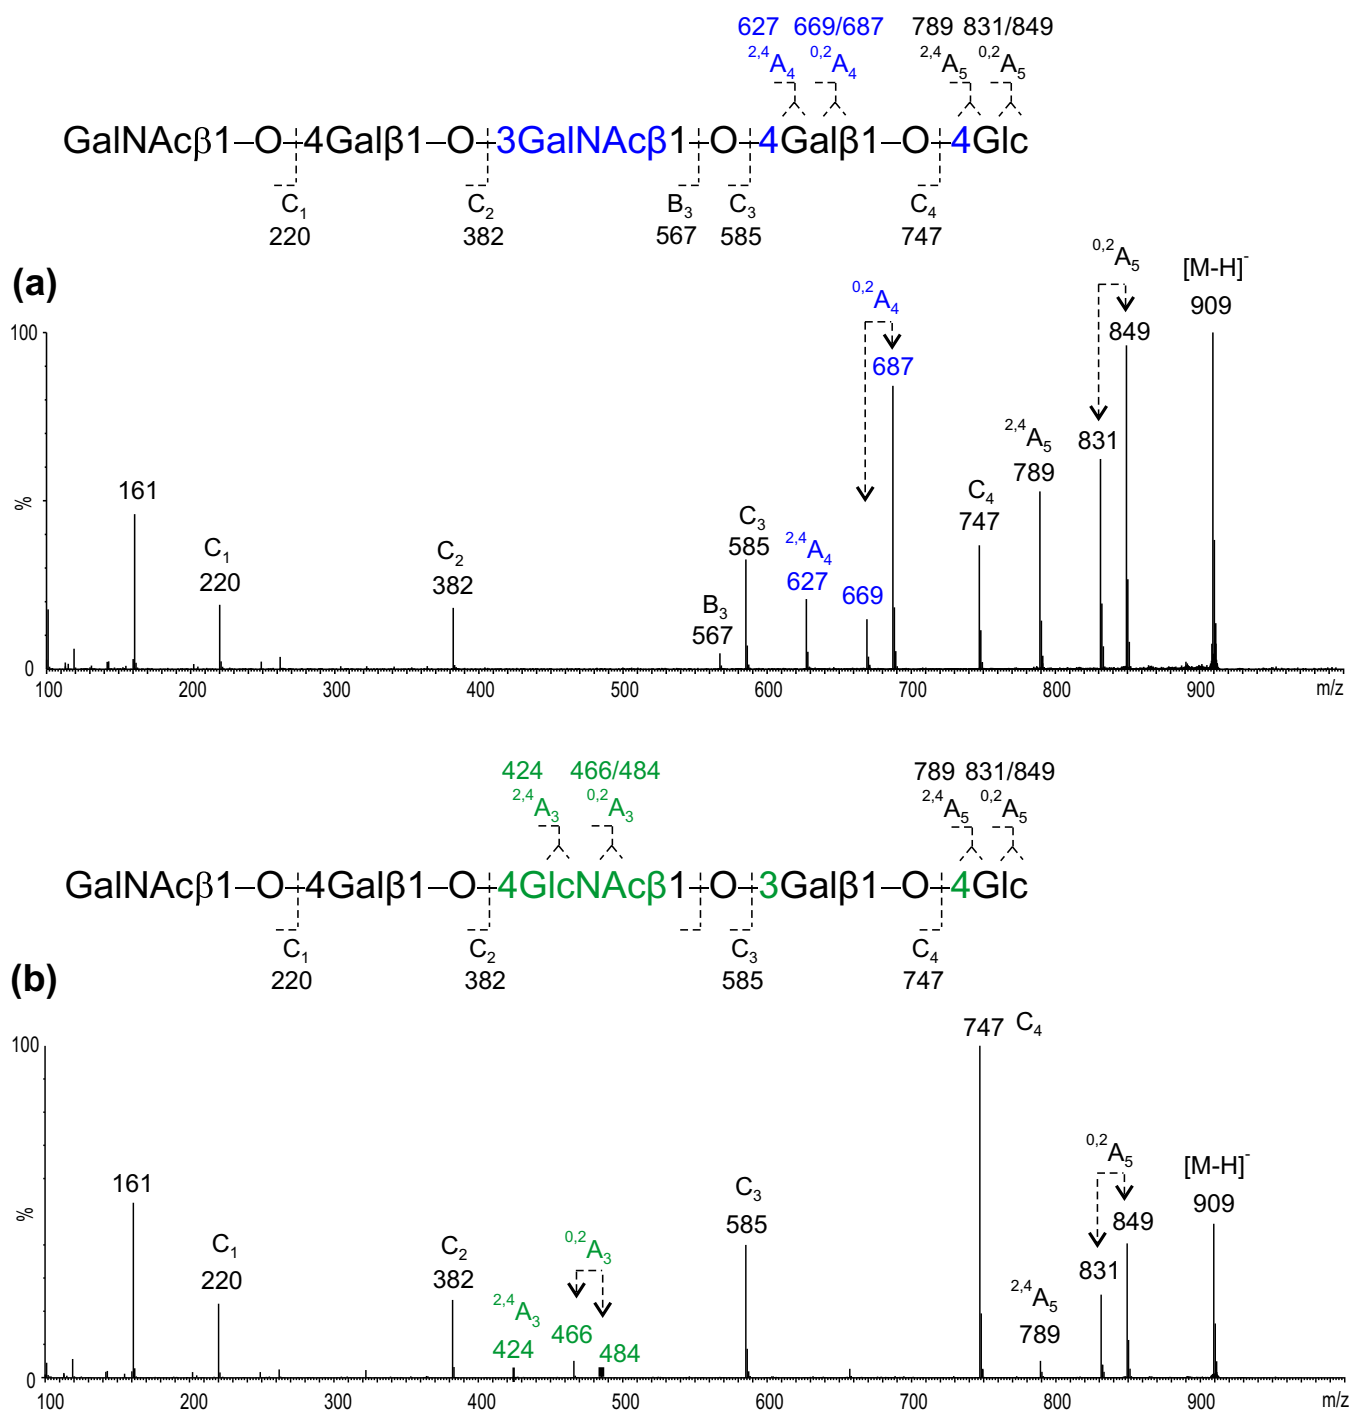 627 669/687 789 831/849
2,4A4 0,2A4 2,4A5 0,2A5
GalNAcβ1–O–4Galβ1–O–3GalNAcβ1–O–4Galβ1–O–4Glc
C1 C2 B3 C3 C4
220 382 567 585 747
(a)
0,2A5
[M-H]-
909
0,2A4
849
687
831
2,4A5
789
C4
747
161
C3
585
2,4A4
627
C1
220
C2
382
669
B3
567
100
%
0
100 200 300 400 500 600 700 800 900 m/z
424 466/484 789 831/849
2,4A3 0,2A3 2,4A5 0,2A5
GalNAcβ1–O–4Galβ1–O–4GlcNAcβ1–O–3Galβ1–O–4Glc
C1 C2 C3 C4
220 382 585 747
(b)
747 C4
0,2A5
[M-H]-
909
849
831
2,4A5
789
161
C3
585
C1
220
C2
382
0,2A3
2,4A3
424
466
484
100
%
0
100 200 300 400 500 600 700 800 900 m/z